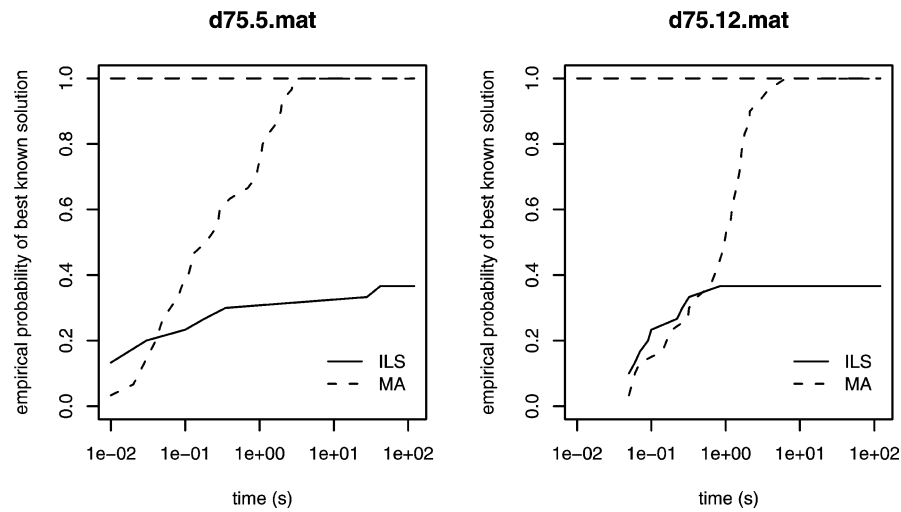 d75.5.mat
empirical probability of best known solution
1.0
0.8
0.6
0.4
0.2
0.0
ILS
MA
1e−02 1e−01 1e+00 1e+01 1e+02
time (s)
d75.12.mat
empirical probability of best known solution
1.0
0.8
0.6
0.4
0.2
0.0
ILS
MA
1e−02 1e−01 1e+00 1e+01 1e+02
time (s)